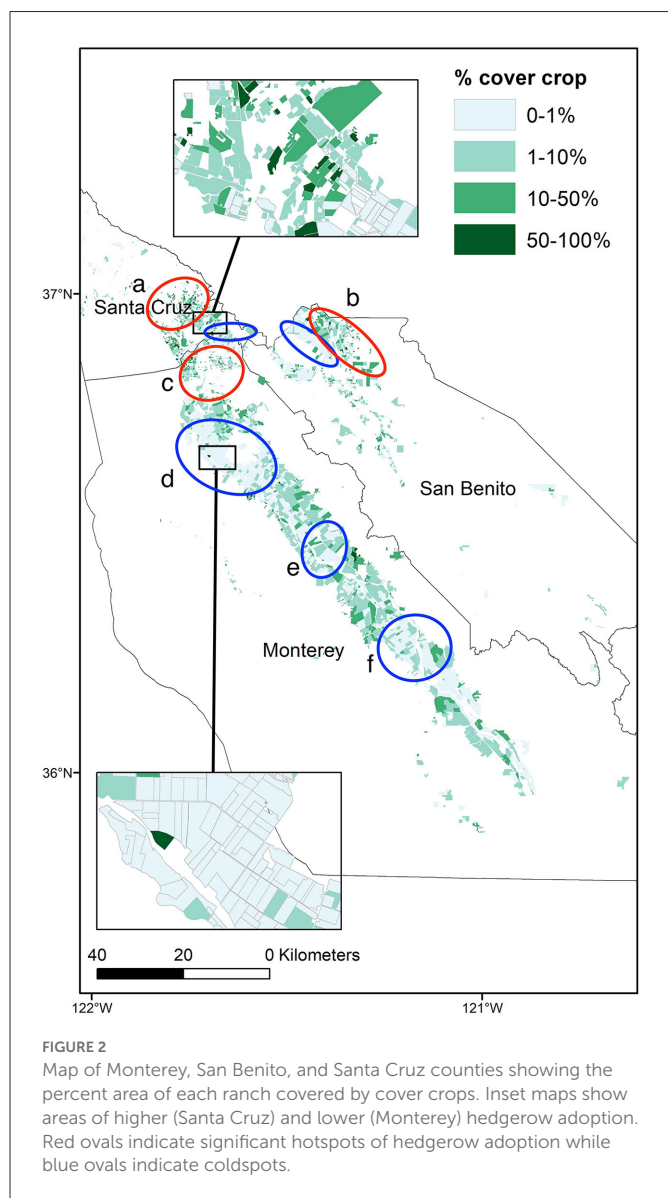 % cover crop
0-1%
1-10%
10-50%
50-100%
37°N
a
Santa Cruz
b
c
d
San Benito
e
Monterey
f
36°N
40 20 0 Kilometers
122°W 121°W
FIGURE 2
Map of Monterey, San Benito, and Santa Cruz counties showing the
percent area of each ranch covered by cover crops. Inset maps show
areas of higher (Santa Cruz) and lower (Monterey) hedgerow adoption.
Red ovals indicate significant hotspots of hedgerow adoption while
blue ovals indicate coldspots.